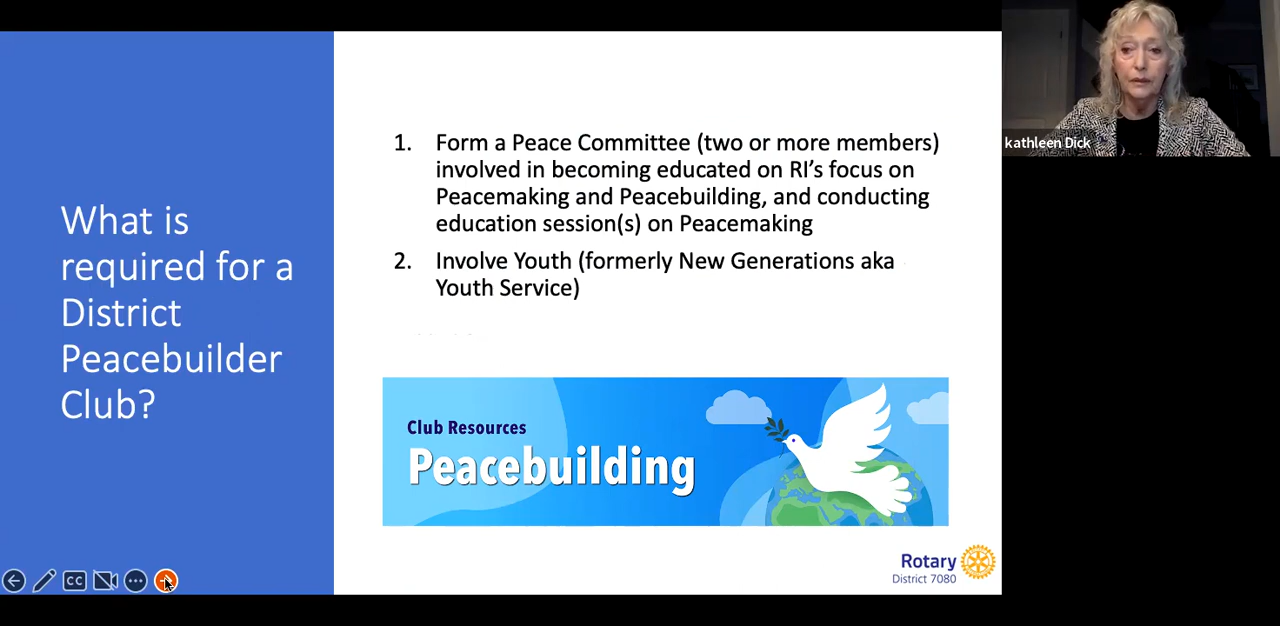 What is
required for a
District
Peacebuilder
Club?
1. Form a Peace Committee (two or more members)
involved in becoming educated on RI's focus on
Peacemaking and Peacebuilding, and conducting
education session(s) on Peacemaking
2. Involve Youth (formerly New Generations aka
Youth Service)
Club Resources
Peacebuilding
Rotary
District 7080
CC
kathleen Dick